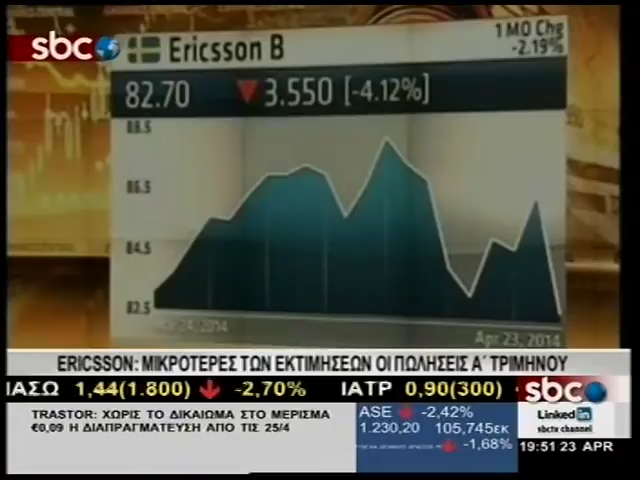 sbc
Ericsson B
1 MO Chg
-2.19%
82.70 3.550 [-4.12%]
88.5
86.5
84.5
82.5
24, 2014
Apr 23, 2014
ERICSSON: ΜΙΚΡΟΤΕΡΕΣ ΤΩΝ ΕΚΤΙΜΗΣΕΩΝ ΟΙ ΠΩΛΗΣΕΙΣ Α΄ ΤΡΙΜΗΝΟΥ
ΙΑΣΩ 1,44(1.800) -2,70% ΙΑΤΡ 0,90(300)
sbc
TRASTOR: ΧΩΡΙΣ ΤΟ ΔΙΚΑΙΩΜΑ ΣΤΟ ΜΕΡΙΣΜΑ
€0,09 Η ΔΙΑΠΡΑΓΜΑΤΕΥΣΗ ΑΠΟ ΤΙΣ 25/4
ASE -2,42%
1.230,20 105,745εκ
-1,68%
Linked in
sbctv channel
19:51 23 APR